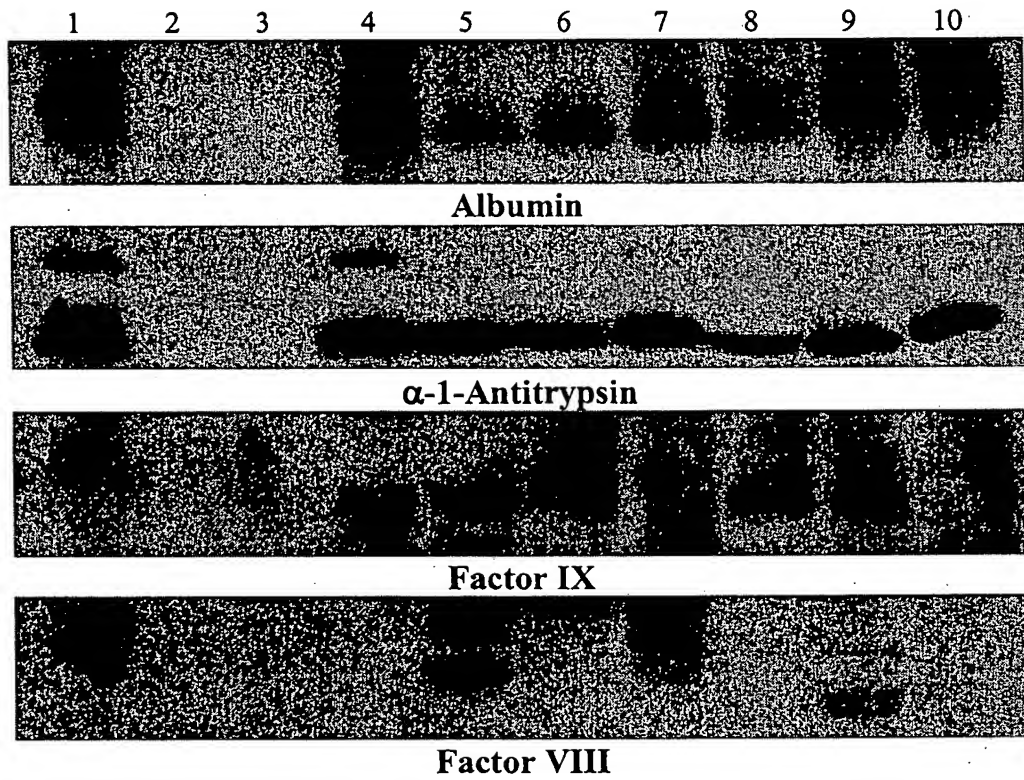 1 2 3 4 5 6 7 8 9 10
Albumin
α-1-Antitrypsin
Factor IX
Factor VIII